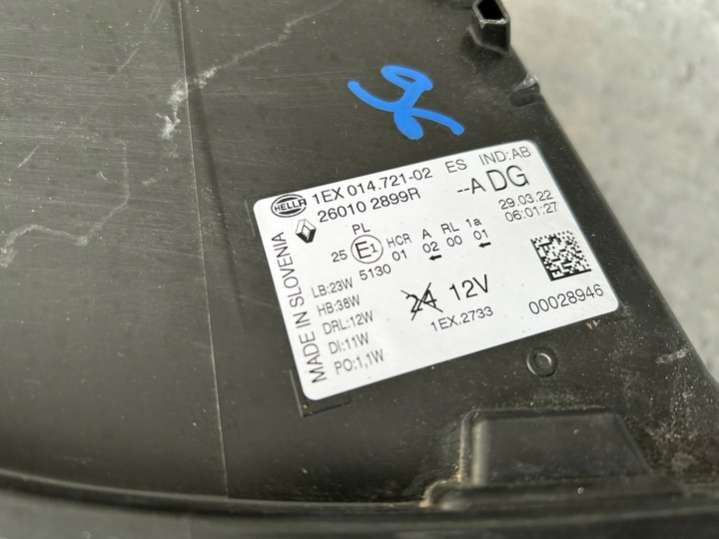 1EX 014.721-02 ES IND:AB
HELLA
26010 2899R --A DG
29.03.22
06:01:27
MADE IN SLOVENIA
PL
25 E1 HCR A RL 1a
5130 01 02 00 01
LB:23W
HB:38W
DRL:12W
DI:11W
PO:1,1W
24 12V
1EX.2733
00028946